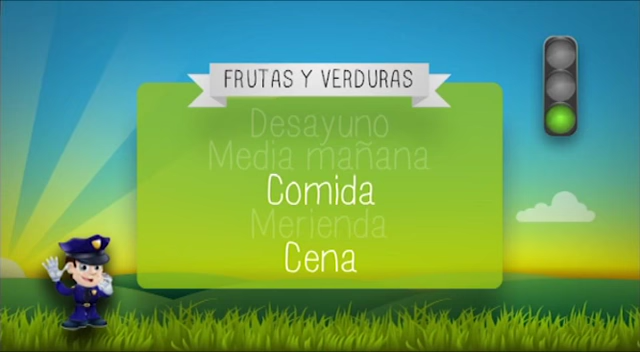 FRUTAS Y VERDURAS
Desayuno
Media mañana
Comida
Merienda
Cena